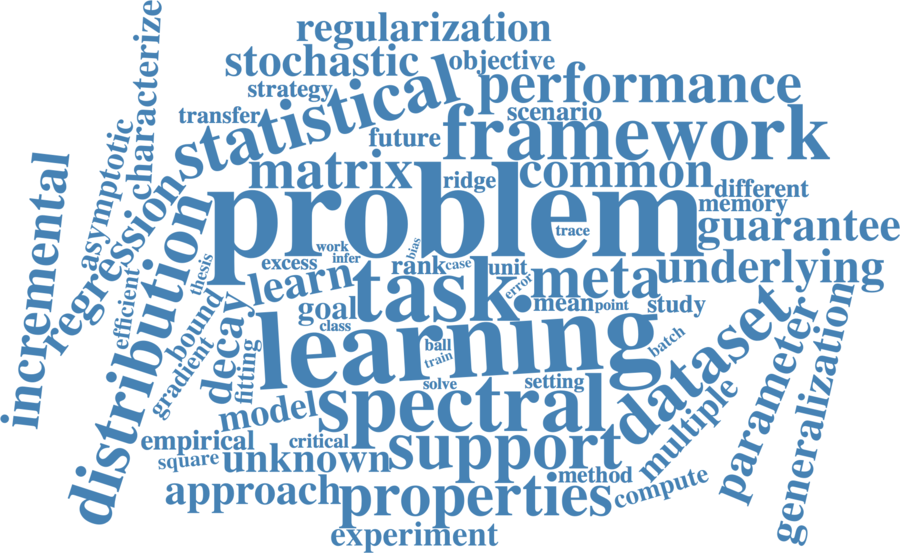 regularization
characterize
stochastic
objective
strategy
statistical
performance
transfer
scenario
framework
future
asymptotic
matrix
ridge
common
incremental
problem
different
memory
regression
guarantee
trace
distribution
work
infer
bias
excess
thesis
learn
rank
case
unit
underlying
efficient
task
error
meta
goal
mean
point
study
bound
class
learning
gradient
decay
fitting
ball
batch
train
dataset
parameter
generalization
solve
setting
model
spectral
multiple
empirical
critical
support
square
unknown
method
approach
properties
compute
experiment